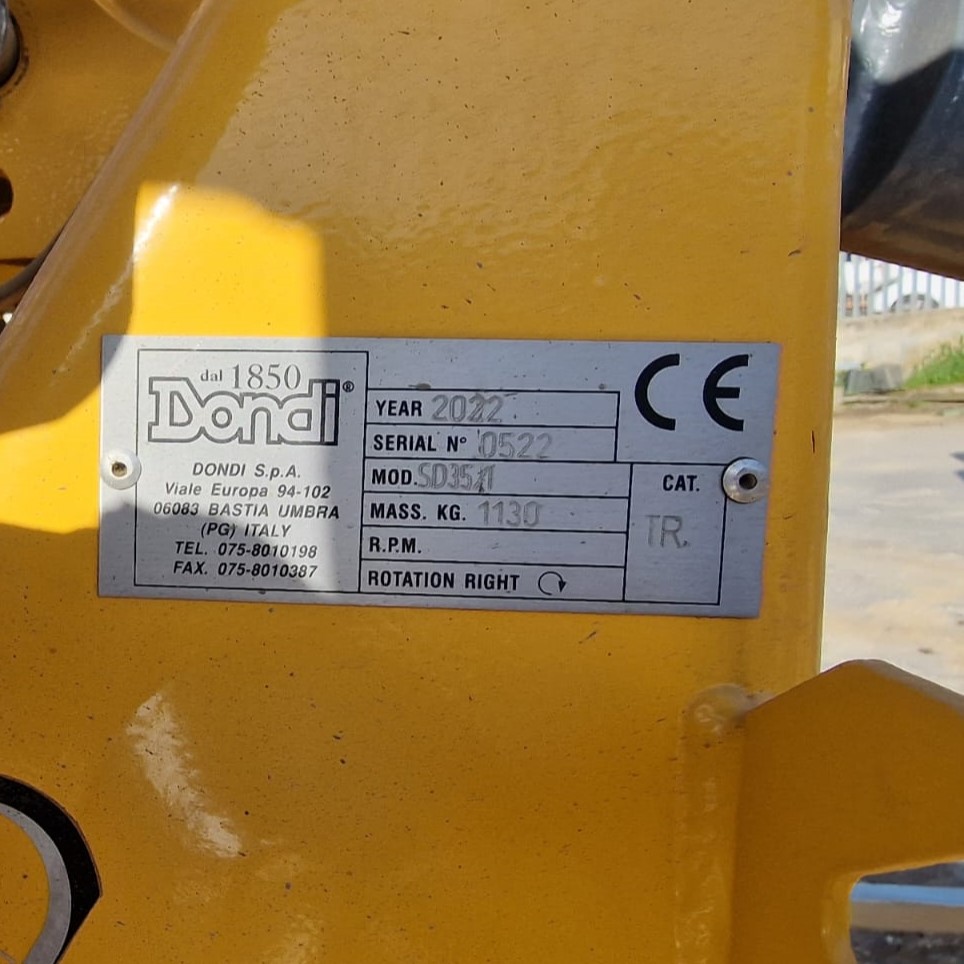 dal 1850
Dondi®
DONDI S.p.A.
Viale Europa 94-102
06083 BASTIA UMBRA
(PG) ITALY
TEL. 075-8010198
FAX. 075-8010387
YEAR 2022
SERIAL N° 0522
MOD.
MASS. KG. 1130
R.P.M.
ROTATION RIGHT
CE
CAT.
TR.